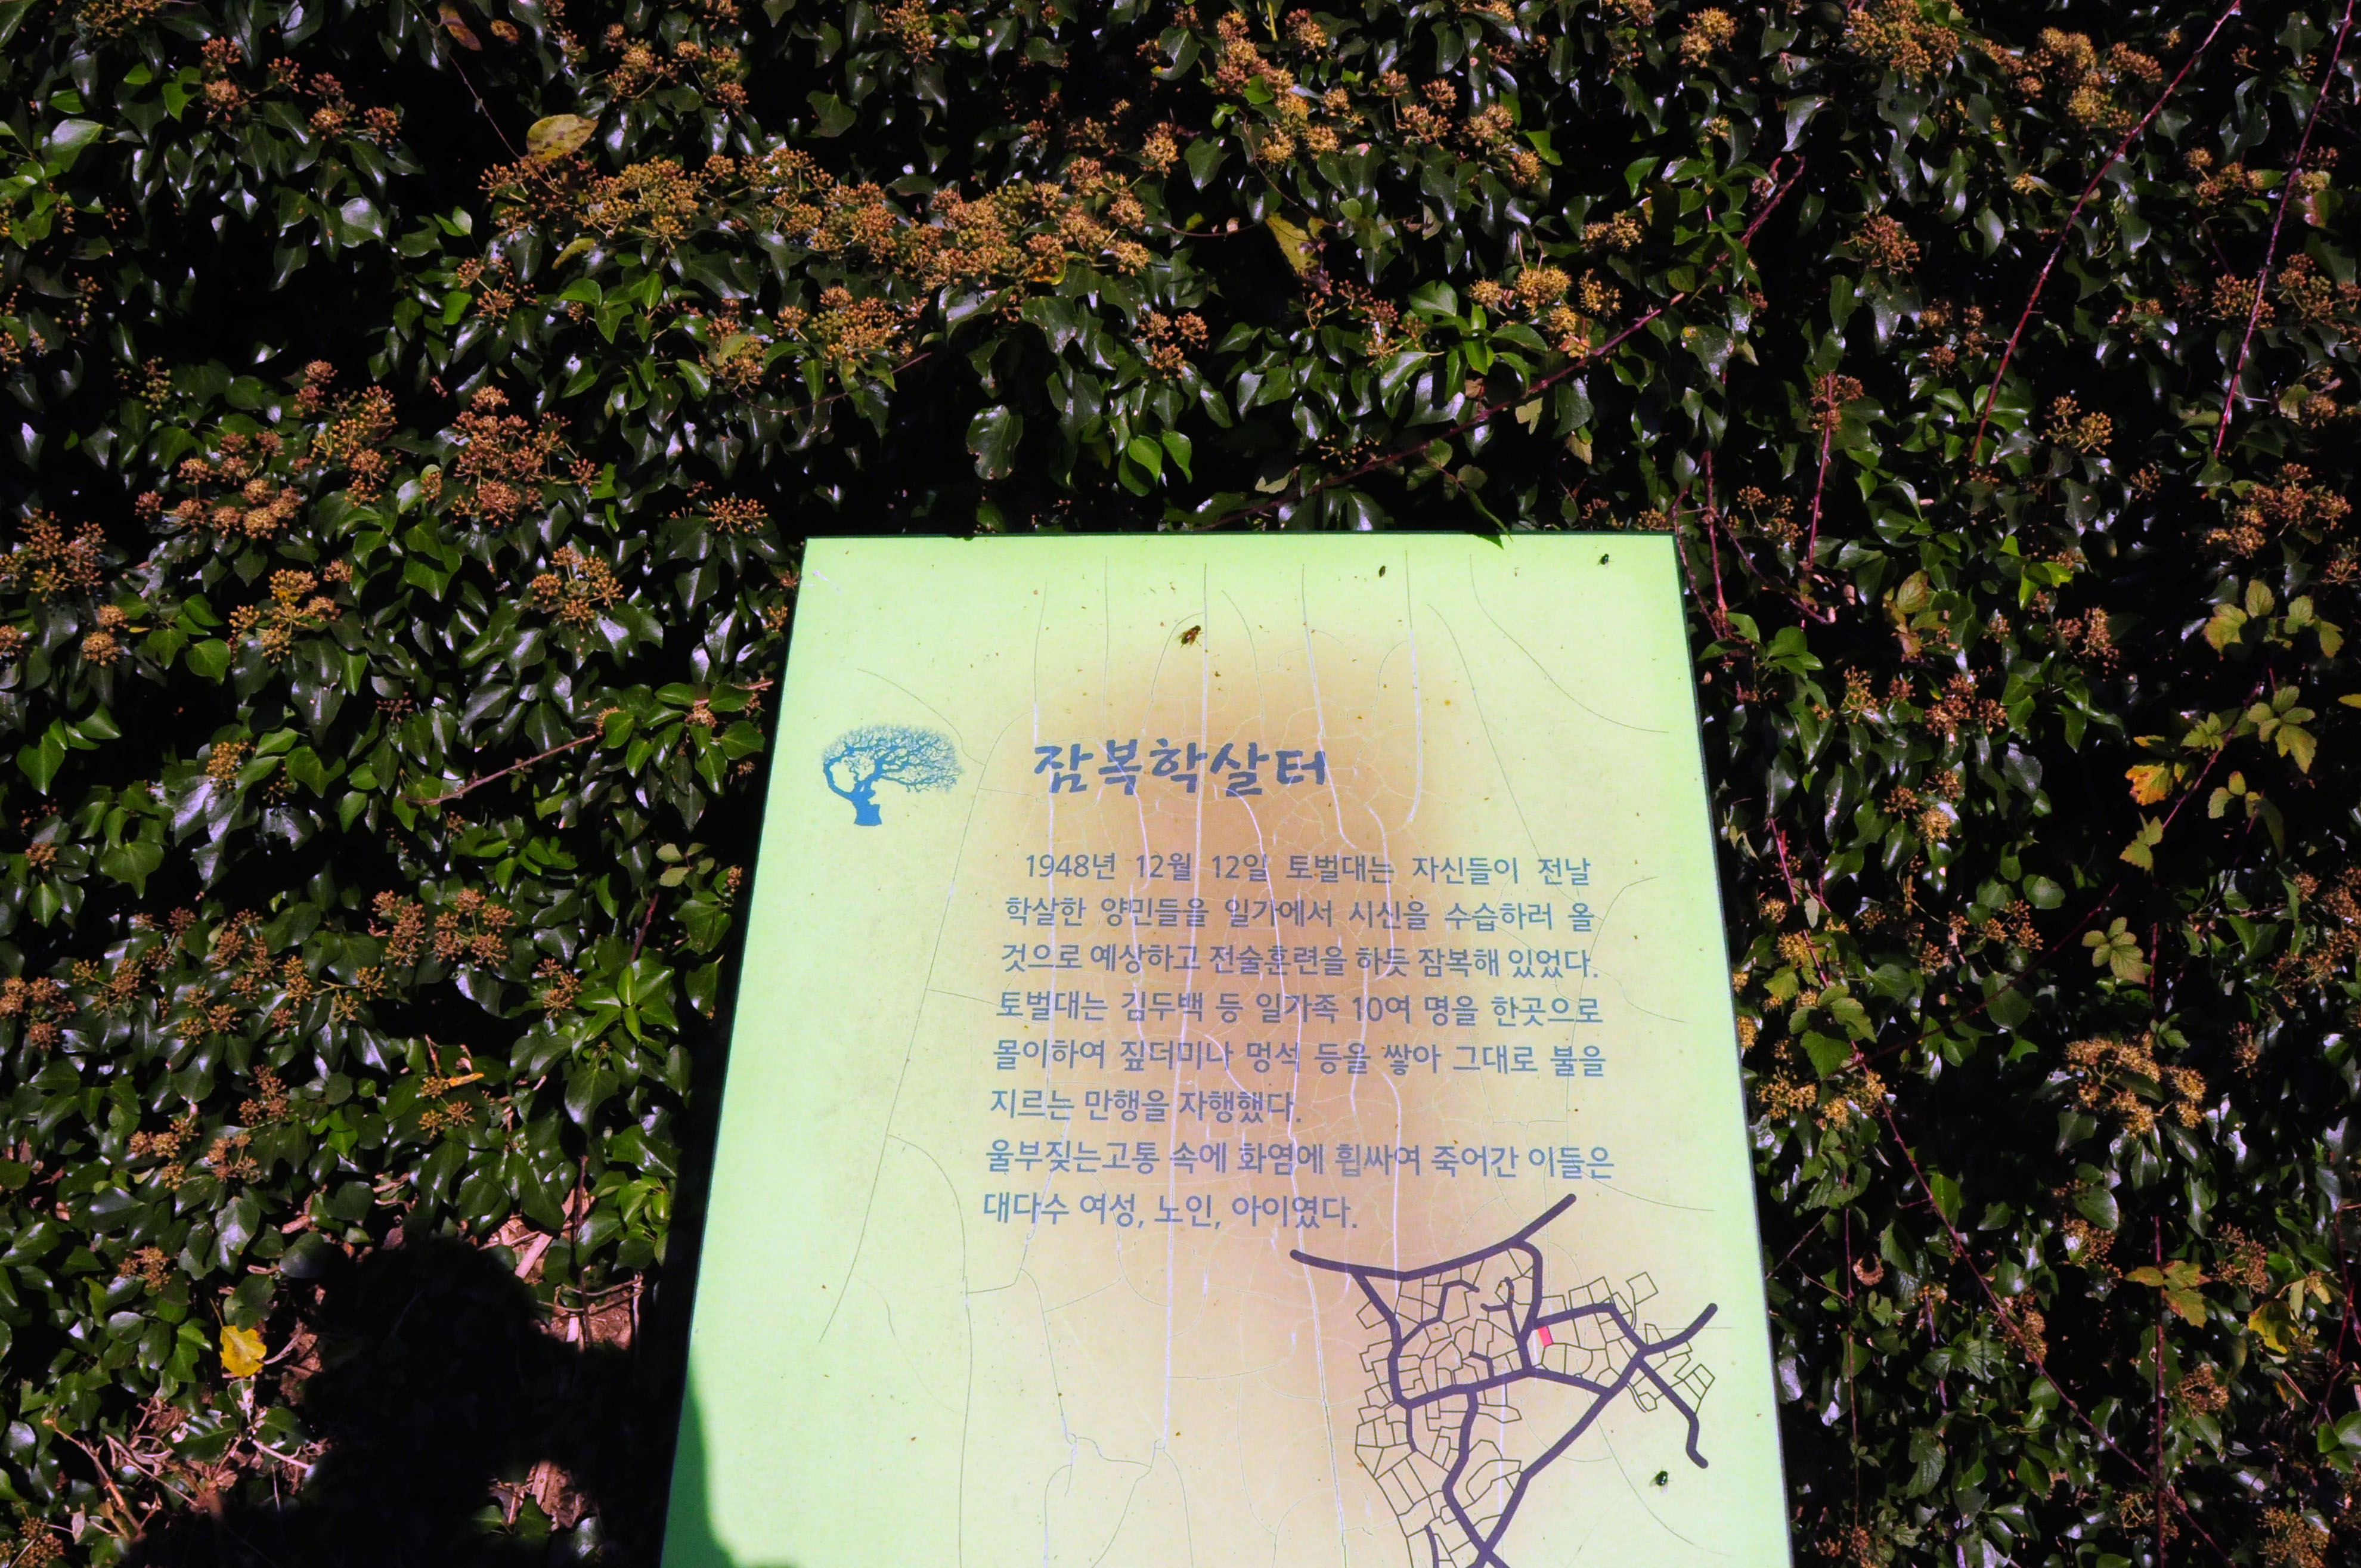 잠복학살터
1948년 12월 12일 토벌대는 자신들이 전날
학살한 양민들을 일가에서 시신을 수습하러 올
것으로 예상하고 전술훈련을 하듯 잠복해 있었다.
토벌대는 김두백 등 일가족 10여 명을 한곳으로
몰이하여 짚더미나 멍석 등을 쌓아 그대로 불을
지르는 만행을 자행했다.
울부짖는고통 속에 화염에 휩싸여 죽어간 이들은
대다수 여성, 노인, 아이였다.